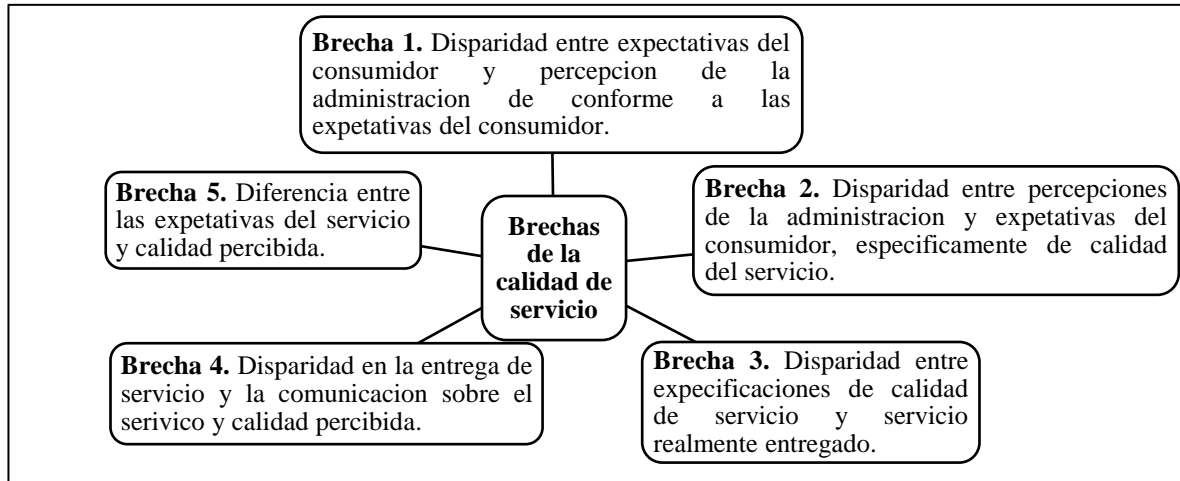 Brecha 1. Disparidad entre expectativas del
consumidor y percepcion de la
administracion de conforme a las
expetativas del consumidor.
Brecha 5. Diferencia entre
las expetativas del servicio
y calidad percibida.
Brechas
de la
calidad de
servicio
Brecha 2. Disparidad entre percepciones
de la administracion y expetativas del
consumidor, especificamente de calidad
del servicio.
Brecha 4. Disparidad en la entrega de
servicio y la comunicacion sobre el
serivico y calidad percibida.
Brecha 3. Disparidad entre
expecificaciones de calidad
de servicio y servicio
realmente entregado.